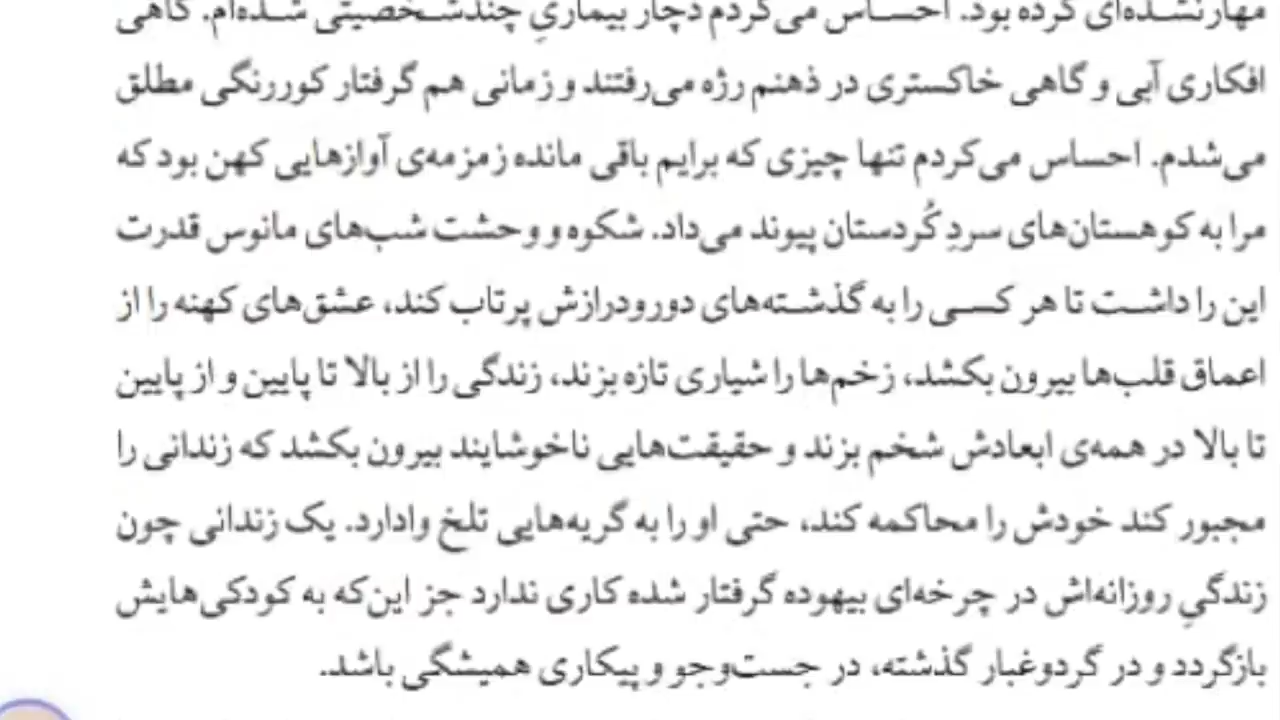 مهارنشده‌ای کرده بود. احساس می‌کردم دچار بیماریِ چندشخصیتی شده‌ام. گاهی
افکاری آبی و گاهی خاکستری در ذهنم رژه می‌رفتند و زمانی هم گرفتار کوررنگی مطلق
می‌شدم. احساس می‌کردم تنها چیزی که برایم باقی مانده زمزمه‌ی آوازهایی کهن بود که
مرا به کوهستان‌های سردِ کُردستان پیوند می‌داد. شکوه و وحشت شب‌های مانوس قدرت
این را داشت تا هر کسی را به گذشته‌های دورودرازش پرتاب کند، عشق‌های کهنه را از
اعماق قلب‌ها بیرون بکشد، زخم‌ها را شیاری تازه بزند، زندگی را از بالا تا پایین و از پایین
تا بالا در همه‌ی ابعادش شخم بزند و حقیقت‌هایی ناخوشایند بیرون بکشد که زندانی را
مجبور کند خودش را محاکمه کند، حتی او را به گریه‌هایی تلخ وادارد. یک زندانی چون
زندگیِ روزانه‌اش در چرخه‌ای بیهوده گرفتار شده کاری ندارد جز این‌که به کودکی‌هایش
بازگردد و در گردوغبار گذشته، در جست‌وجو و پیکاری همیشگی باشد.